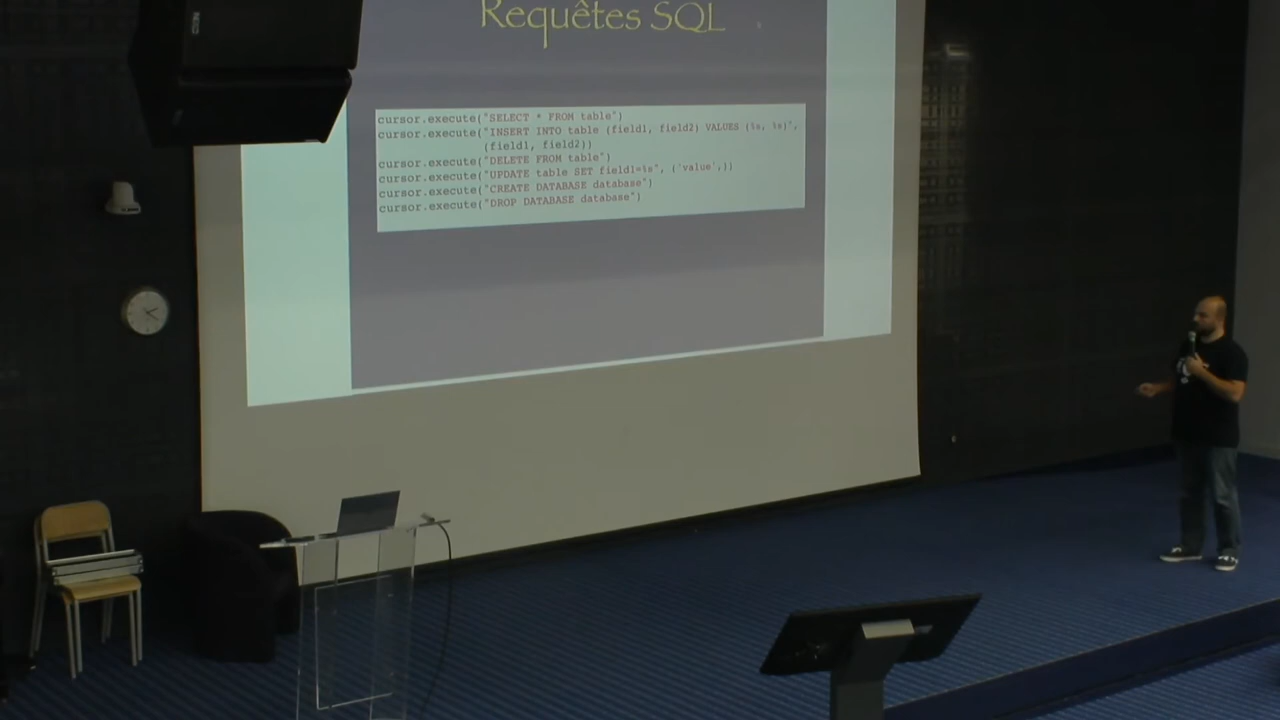 Requêtes SQL
cursor.execute("SELECT * FROM table")
cursor.execute("INSERT INTO table (field1, field2) VALUES (%s, %s)",
(field1, field2))
cursor.execute("DELETE FROM table")
cursor.execute("UPDATE table SET field1=%s", ('value',))
cursor.execute("CREATE DATABASE database")
cursor.execute("DROP DATABASE database")